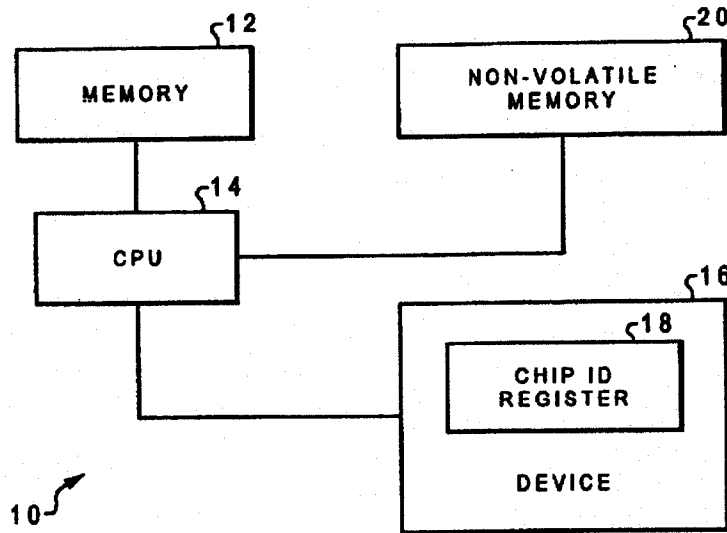 12
MEMORY
20
NON-VOLATILE
MEMORY
14
CPU
16
18
CHIP ID
REGISTER
DEVICE
10